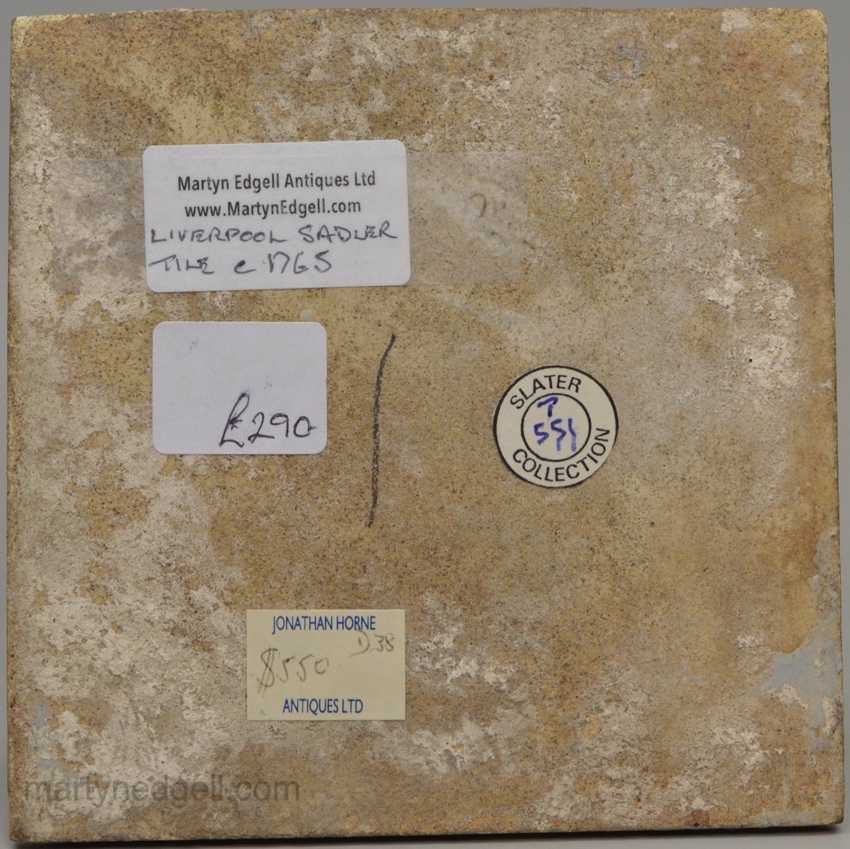 Martyn Edgell Antiques Ltd
www.MartynEdgell.com
LIVERPOOL SADLER
TILE c 1765
£290
SLATER
T
551
COLLECTION
JONATHAN HORNE
D38
$550
ANTIQUES LTD
martynedgell.com